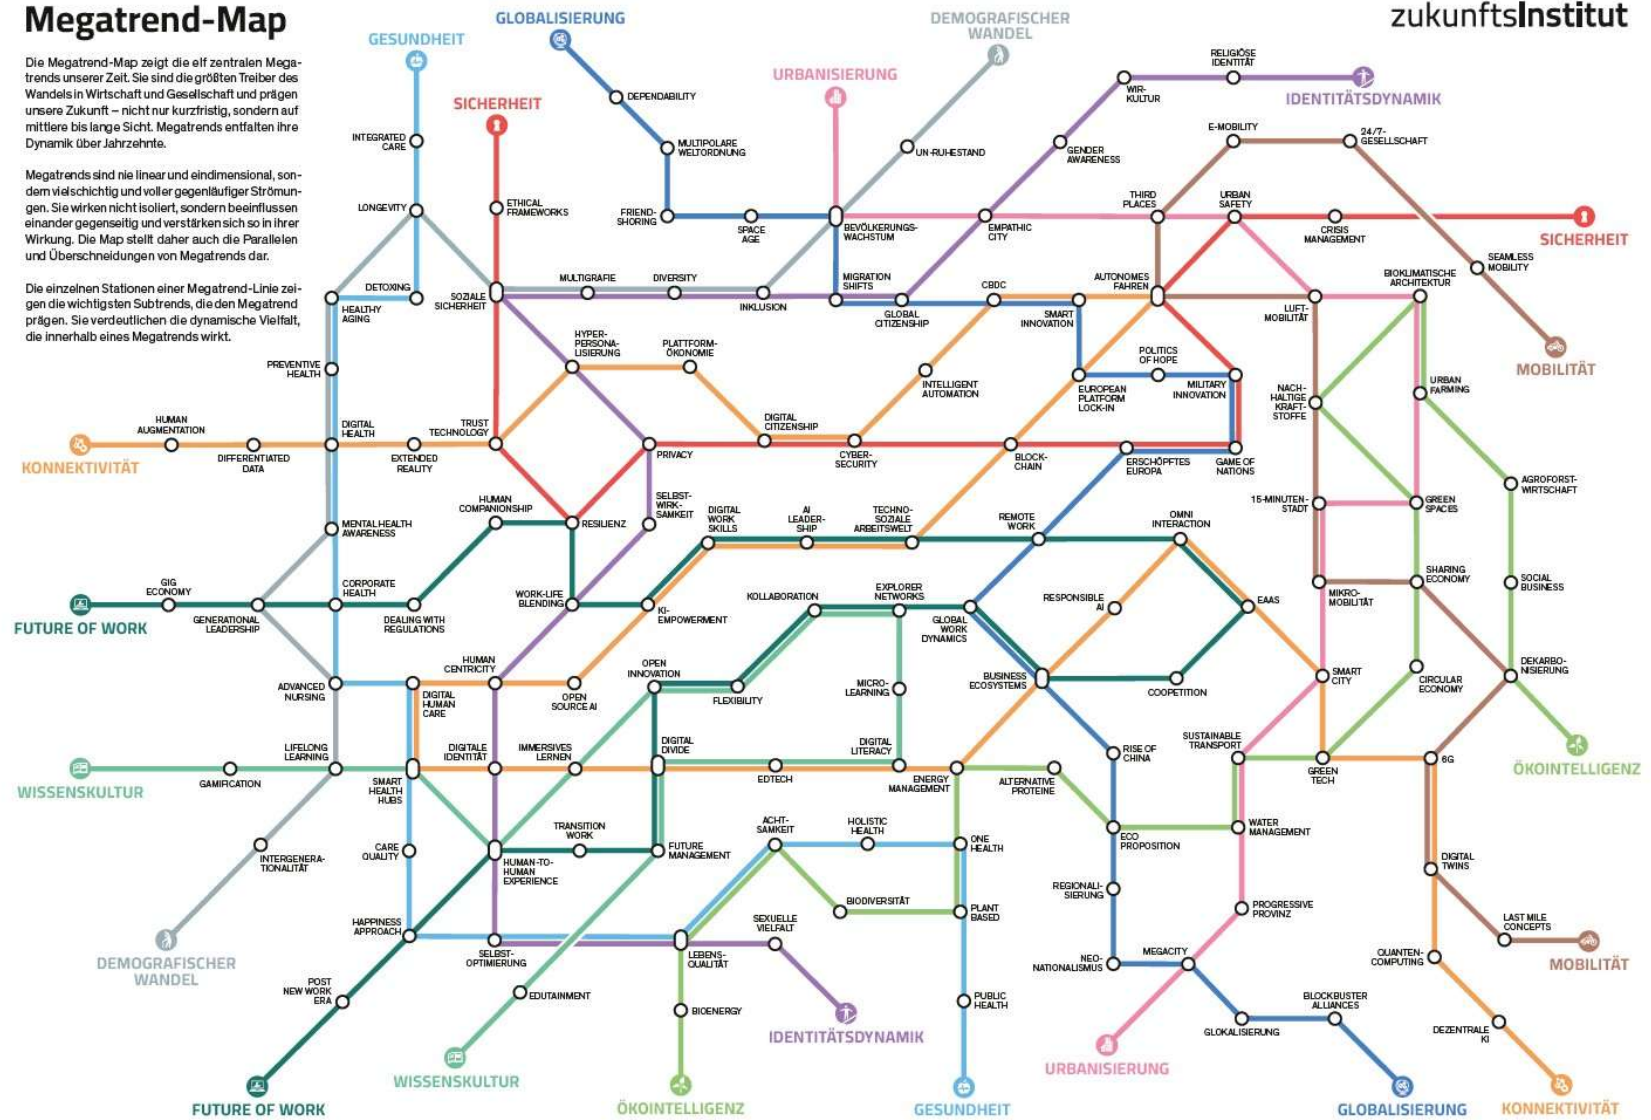 Megatrend-Map
zukunftsInstitut
Die Megatrend-Map zeigt die elf zentralen Mega-
trends unserer Zeit. Sie sind die größten Treiber des
Wandels in Wirtschaft und Gesellschaft und prägen
unsere Zukunft – nicht nur kurzfristig, sondern auf
mittlere bis lange Sicht. Megatrends entfalten ihre
Dynamik über Jahrzehnte.
Megatrends sind nie linear und eindimensional, son-
dern vielschichtig und voller gegenläufiger Strömun-
gen. Sie wirken nicht isoliert, sondern beeinflussen
einander gegenseitig und verstärken sich so in ihrer
Wirkung. Die Map stellt daher auch die Parallelen
und Überschneidungen von Megatrends dar.
Die einzelnen Stationen einer Megatrend-Linie zei-
gen die wichtigsten Subtrends, die den Megatrend
prägen. Sie verdeutlichen die dynamische Vielfalt,
die innerhalb eines Megatrends wirkt.
GESUNDHEIT
GLOBALISIERUNG
DEMOGRAFISCHER
WANDEL
URBANISIERUNG
SICHERHEIT
RELIGIÖSE
IDENTITÄT
WIR-
KULTUR
IDENTITÄTSDYNAMIK
DEPENDABILITY
INTEGRATED
CARE
MULTIPOLARE
WELTORDNUNG
UN-RUHESTAND
GENDER
AWARENESS
E-MOBILITY
24/7-
GESELLSCHAFT
LONGEVITY
ETHICAL
FRAMEWORKS
FRIEND-
SHORING
SPACE
AGE
BEVÖLKERUNGS-
WACHSTUM
EMPATHIC
CITY
THIRD
PLACES
URBAN
SAFETY
CRISIS
MANAGEMENT
SICHERHEIT
SEAMLESS
MOBILITY
DETOXING
HEALTHY
AGING
SOZIALE
SICHERHEIT
MULTIGRAFIE
DIVERSITY
INKLUSION
MIGRATION
SHIFTS
GLOBAL
CITIZENSHIP
CBDC
SMART
INNOVATION
AUTONOMES
FAHREN
LUFT-
MOBILITÄT
BIOKLIMATISCHE
ARCHITEKTUR
MOBILITÄT
PREVENTIVE
HEALTH
HYPER-
PERSONA-
LISIERUNG
PLATTFORM-
ÖKONOMIE
INTELLIGENT
AUTOMATION
POLITICS
OF HOPE
EUROPEAN
PLATFORM
LOCK-IN
MILITARY
INNOVATION
NACH-
HALTIGE
KRAFT-
STOFFE
URBAN
FARMING
KONNEKTIVITÄT
HUMAN
AUGMENTATION
DIFFERENTIATED
DATA
DIGITAL
HEALTH
EXTENDED
REALITY
TRUST
TECHNOLOGY
PRIVACY
DIGITAL
CITIZENSHIP
CYBER-
SECURITY
BLOCK-
CHAIN
ERSCHÖPFTES
EUROPA
GAME OF
NATIONS
AGROFORST-
WIRTSCHAFT
MENTAL HEALTH
AWARENESS
HUMAN
COMPANIONSHIP
RESILIENZ
SELBST-
WIRK-
SAMKEIT
DIGITAL
WORK
SKILLS
AI
LEADER-
SHIP
TECHNO-
SOZIALE
ARBEITSWELT
REMOTE
WORK
OMNI
INTERACTION
15-MINUTEN-
STADT
GREEN
SPACES
FUTURE OF WORK
GIG
ECONOMY
GENERATIONAL
LEADERSHIP
CORPORATE
HEALTH
DEALING WITH
REGULATIONS
WORK-LIFE
BLENDING
KI-
EMPOWERMENT
KOLLABORATION
EXPLORER
NETWORKS
GLOBAL
WORK
DYNAMICS
RESPONSIBLE
AI
EAAS
MIKRO-
MOBILITÄT
SHARING
ECONOMY
SOCIAL
BUSINESS
ADVANCED
NURSING
DIGITAL
HUMAN
CARE
HUMAN
CENTRICITY
OPEN
SOURCE AI
OPEN
INNOVATION
FLEXIBILITY
MICRO-
LEARNING
BUSINESS
ECOSYSTEMS
COOPETITION
SMART
CITY
CIRCULAR
ECONOMY
DEKARBO-
NISIERUNG
WISSENSKULTUR
GAMIFICATION
LIFELONG
LEARNING
SMART
HEALTH
HUBS
DIGITALE
IDENTITÄT
IMMERSIVES
LERNEN
DIGITAL
DIVIDE
EDTECH
DIGITAL
LITERACY
ENERGY
MANAGEMENT
ALTERNATIVE
PROTEINE
RISE OF
CHINA
SUSTAINABLE
TRANSPORT
GREEN
TECH
6G
ÖKOINTELLIGENZ
INTERGENERA-
TIONALITÄT
CARE
QUALITY
HUMAN-TO-
HUMAN
EXPERIENCE
TRANSITION
WORK
FUTURE
MANAGEMENT
ACHT-
SAMKEIT
HOLISTIC
HEALTH
ONE
HEALTH
ECO
PROPOSITION
WATER
MANAGEMENT
DIGITAL
TWINS
DEMOGRAFISCHER
WANDEL
HAPPINESS
APPROACH
SELBST-
OPTIMIERUNG
LEBENS-
QUALITÄT
SEXUELLE
VIELFALT
BIODIVERSITÄT
PLANT
BASED
REGIONALI-
SIERUNG
PROGRESSIVE
PROVINZ
LAST MILE
CONCEPTS
MOBILITÄT
POST
NEW WORK
ERA
EDUTAINMENT
BIOENERGY
IDENTITÄTSDYNAMIK
PUBLIC
HEALTH
NEO-
NATIONALISMUS
MEGACITY
GLOKALISIERUNG
BLOCKBUSTER
ALLIANCES
QUANTEN-
COMPUTING
DEZENTRALE
KI
FUTURE OF WORK
WISSENSKULTUR
ÖKOINTELLIGENZ
GESUNDHEIT
URBANISIERUNG
GLOBALISIERUNG
KONNEKTIVITÄT